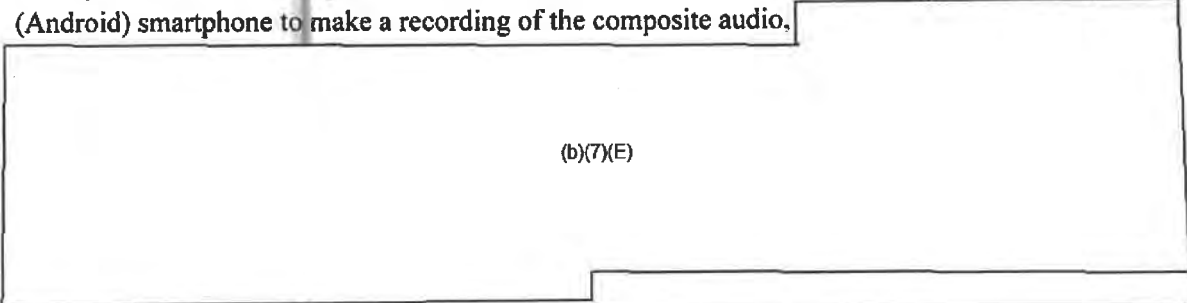 (Android) smartphone to make a recording of the composite audio,
(b)(7)(E)